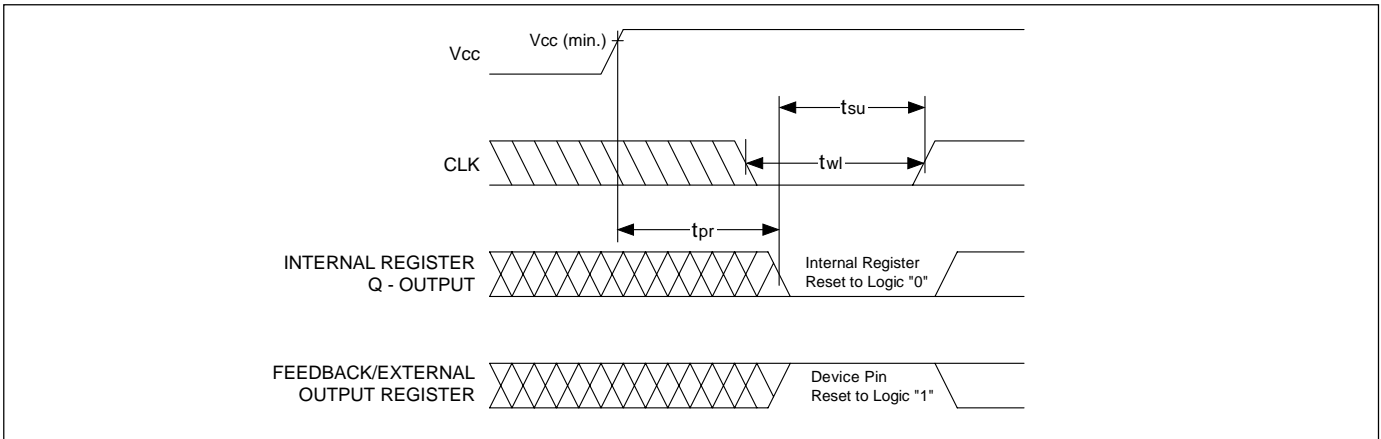 Vcc
Vcc (min.)
tsu
CLK
twl
tpr
INTERNAL REGISTER
Q - OUTPUT
Internal Register
Reset to Logic "0"
FEEDBACK/EXTERNAL
OUTPUT REGISTER
Device Pin
Reset to Logic "1"